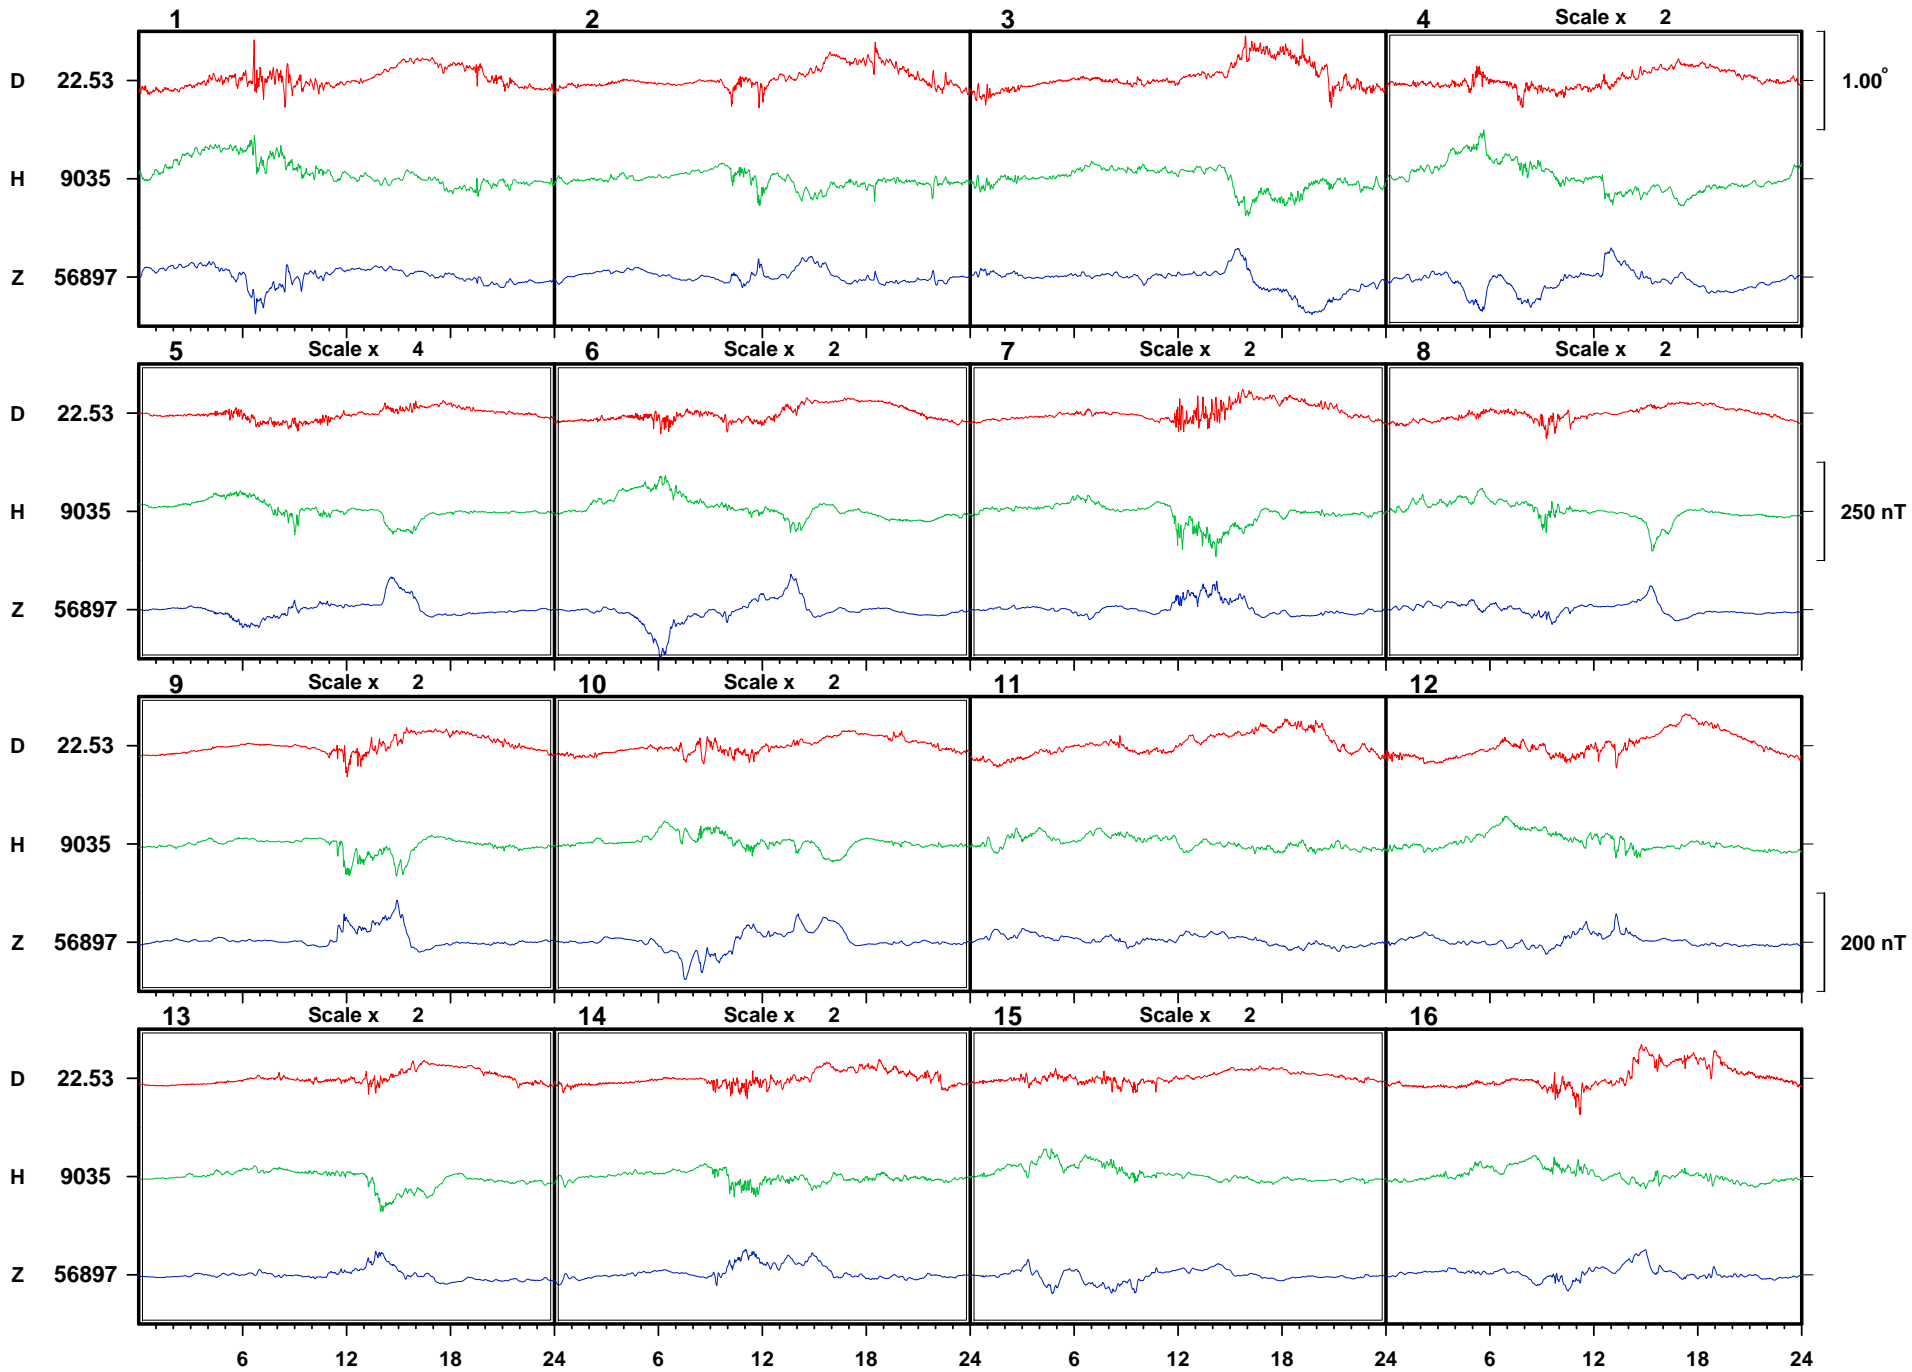 1 2 3 4 Scale x 2
D 22.53 1.00°
H 9035
Z 56897
5 Scale x 4 6 Scale x 2 7 Scale x 2 8 Scale x 2
D 22.53
H 9035 250 nT
Z 56897
9 Scale x 2 10 Scale x 2 11 12
D 22.53
H 9035
Z 56897 200 nT
13 Scale x 2 14 Scale x 2 15 Scale x 2 16
D 22.53
H 9035
Z 56897
6 12 18 24 6 12 18 24 6 12 18 24 6 12 18 24